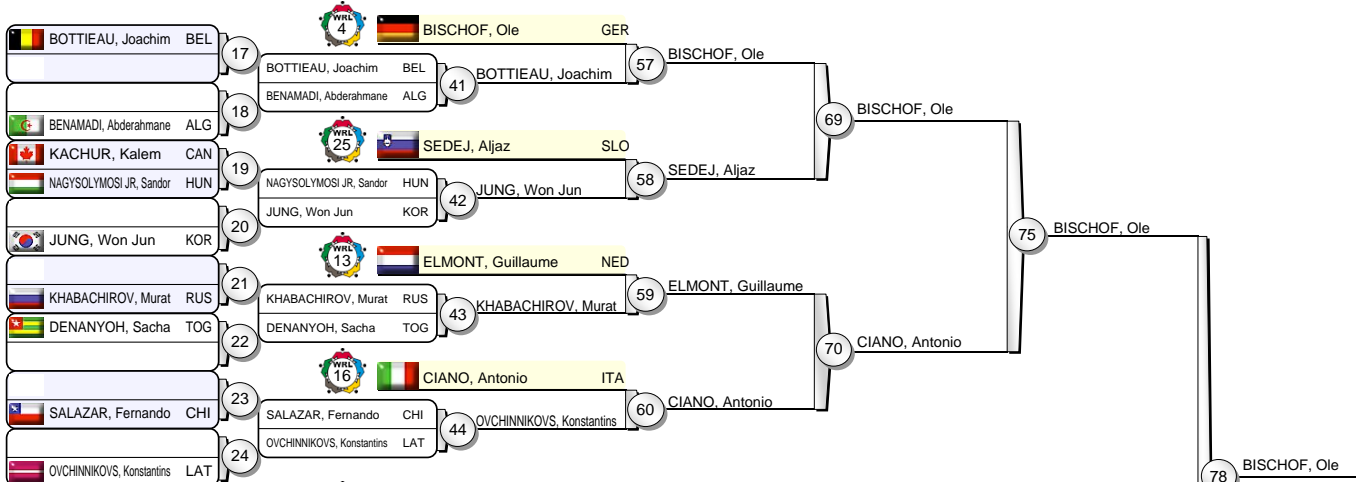 BOTTIEAU, Joachim BEL
17
BENAMADI, Abderahmane ALG
18
KACHUR, Kalem CAN
19
NAGYSOLYMOSI JR, Sandor HUN
JUNG, Won Jun KOR
20
KHABACHIROV, Murat RUS
21
DENANYOH, Sacha TOG
22
SALAZAR, Fernando CHI
23
OVCHINNIKOVS, Konstantins LAT
24
WRL
4
BISCHOF, Ole GER
BOTTIEAU, Joachim BEL
BENAMADI, Abderahmane ALG
41
BOTTIEAU, Joachim
57
WRL
25
SEDEJ, Aljaz SLO
NAGYSOLYMOSI JR, Sandor HUN
JUNG, Won Jun KOR
42
JUNG, Won Jun
58
WRL
13
ELMONT, Guillaume NED
KHABACHIROV, Murat RUS
DENANYOH, Sacha TOG
43
KHABACHIROV, Murat
59
WRL
16
CIANO, Antonio ITA
SALAZAR, Fernando CHI
OVCHINNIKOVS, Konstantins LAT
44
OVCHINNIKOVS, Konstantins
60
BISCHOF, Ole
SEDEJ, Aljaz
69
ELMONT, Guillaume
CIANO, Antonio
70
BISCHOF, Ole
CIANO, Antonio
75
BISCHOF, Ole
78
BISCHOF, Ole